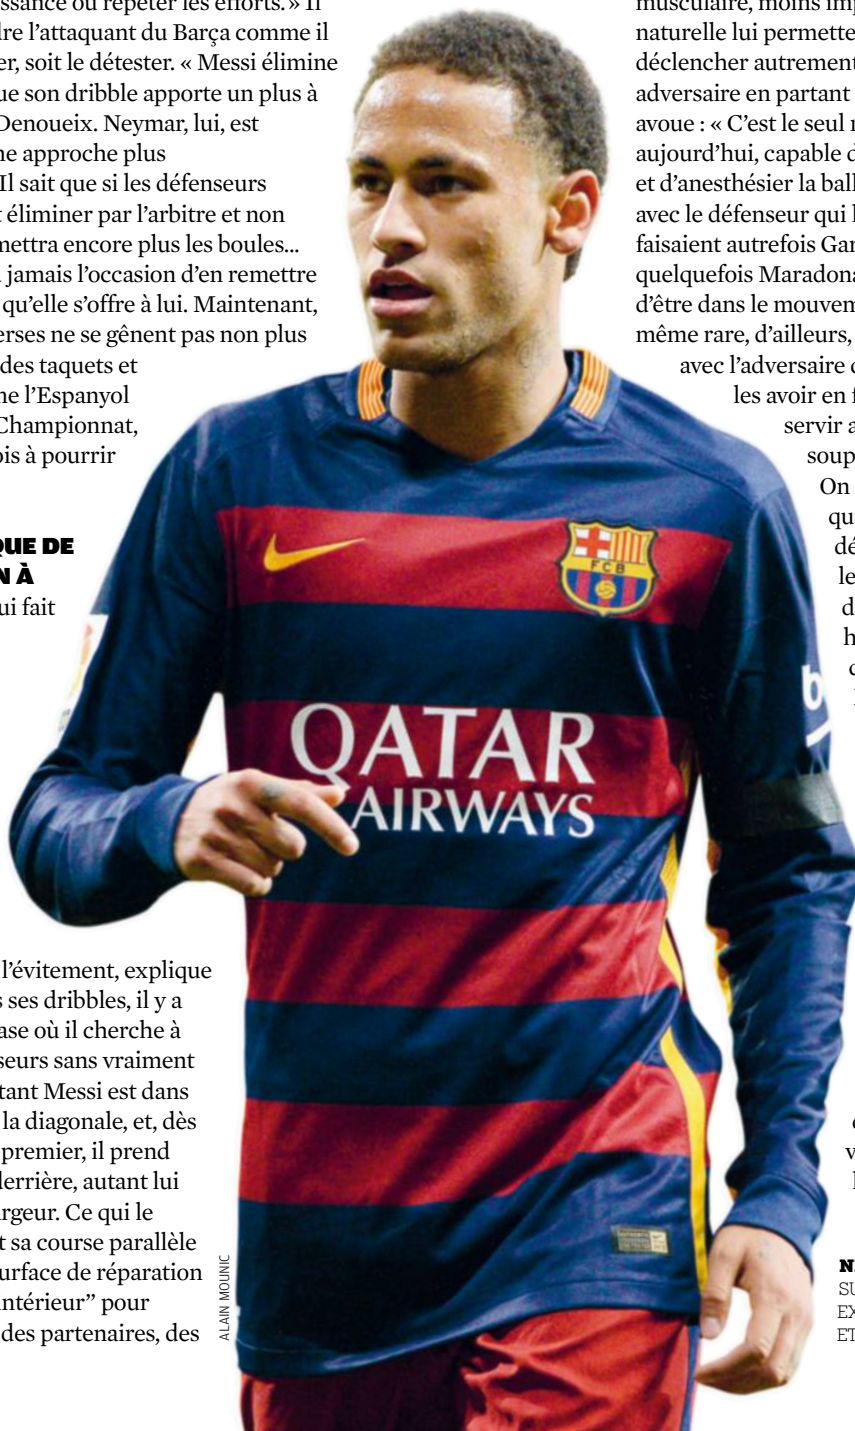 issance ou répéter les efforts. » Il
dre l'attaquant du Barça comme il
er, soit le détester. « Messi élimine
ue son dribble apporte un plus à
Denoueix. Neymar, lui, est
ne approche plus
Il sait que si les défenseurs
t éliminer par l'arbitre et non
mettra encore plus les boules...
jamais l'occasion d'en remettre
qu'elle s'offre à lui. Maintenant,
erses ne se gênent pas non plus
des taquets et
ne l'Espanyol
Championnat,
ois à pourrir
QUE DE
N À
ui fait
l'évitement, explique
s ses dribbles, il y a
ase où il cherche à
seurs sans vraiment
tant Messi est dans
la diagonale, et, dès
premier, il prend
derrière, autant lui
rgeur. Ce qui le
t sa course parallèle
urface de réparation
intérieur” pour
des partenaires, des
ALAIN MOUNIC
FCB
QATAR
AIRWAYS
b
musculaire, moins imp
naturelle lui permette
déclencher autrement
adversaire en partant
avoue : « C'est le seul
aujourd'hui, capable d
et d'anesthésier la ball
avec le défenseur qui l
faisaient autrefois Gar
quelquefois Maradona
d'être dans le mouvem
même rare, d'ailleurs,
avec l'adversaire
les avoir en f
servir a
soup
On
qu
dé
le
d
h
v
N
SU
EX
ET